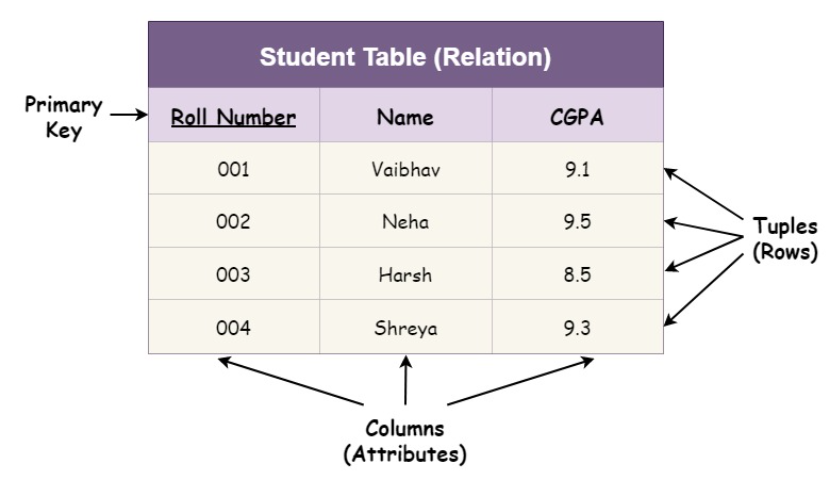 Student Table (Relation)
Primary
Key
Roll Number Name CGPA
001 Vaibhav 9.1
002 Neha 9.5
003 Harsh 8.5
004 Shreya 9.3
Tuples
(Rows)
Columns
(Attributes)